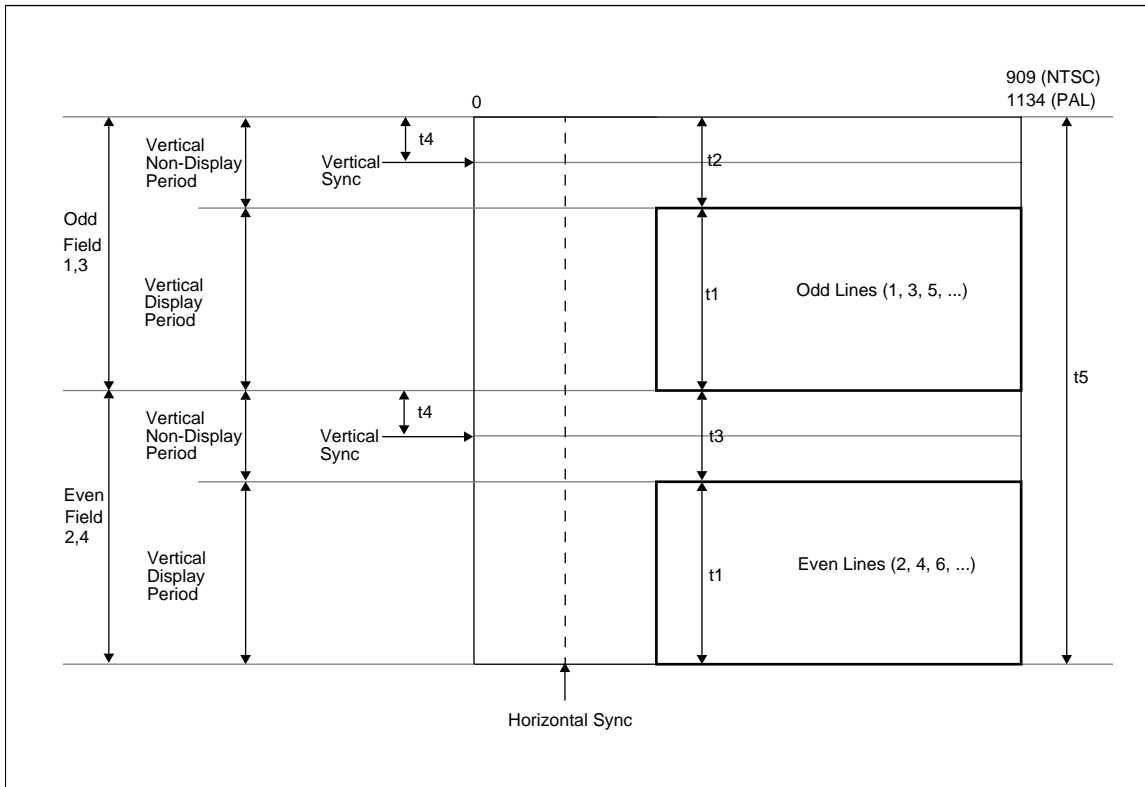 909 (NTSC)
1134 (PAL)
0
Vertical
Non-Display
Period
t4
Vertical
Sync
t2
Odd
Field
1,3
Vertical
Display
Period
t1
Odd Lines (1, 3, 5, ...)
t5
Vertical
Non-Display
Period
t4
Vertical
Sync
t3
Even
Field
2,4
Vertical
Display
Period
t1
Even Lines (2, 4, 6, ...)
Horizontal Sync